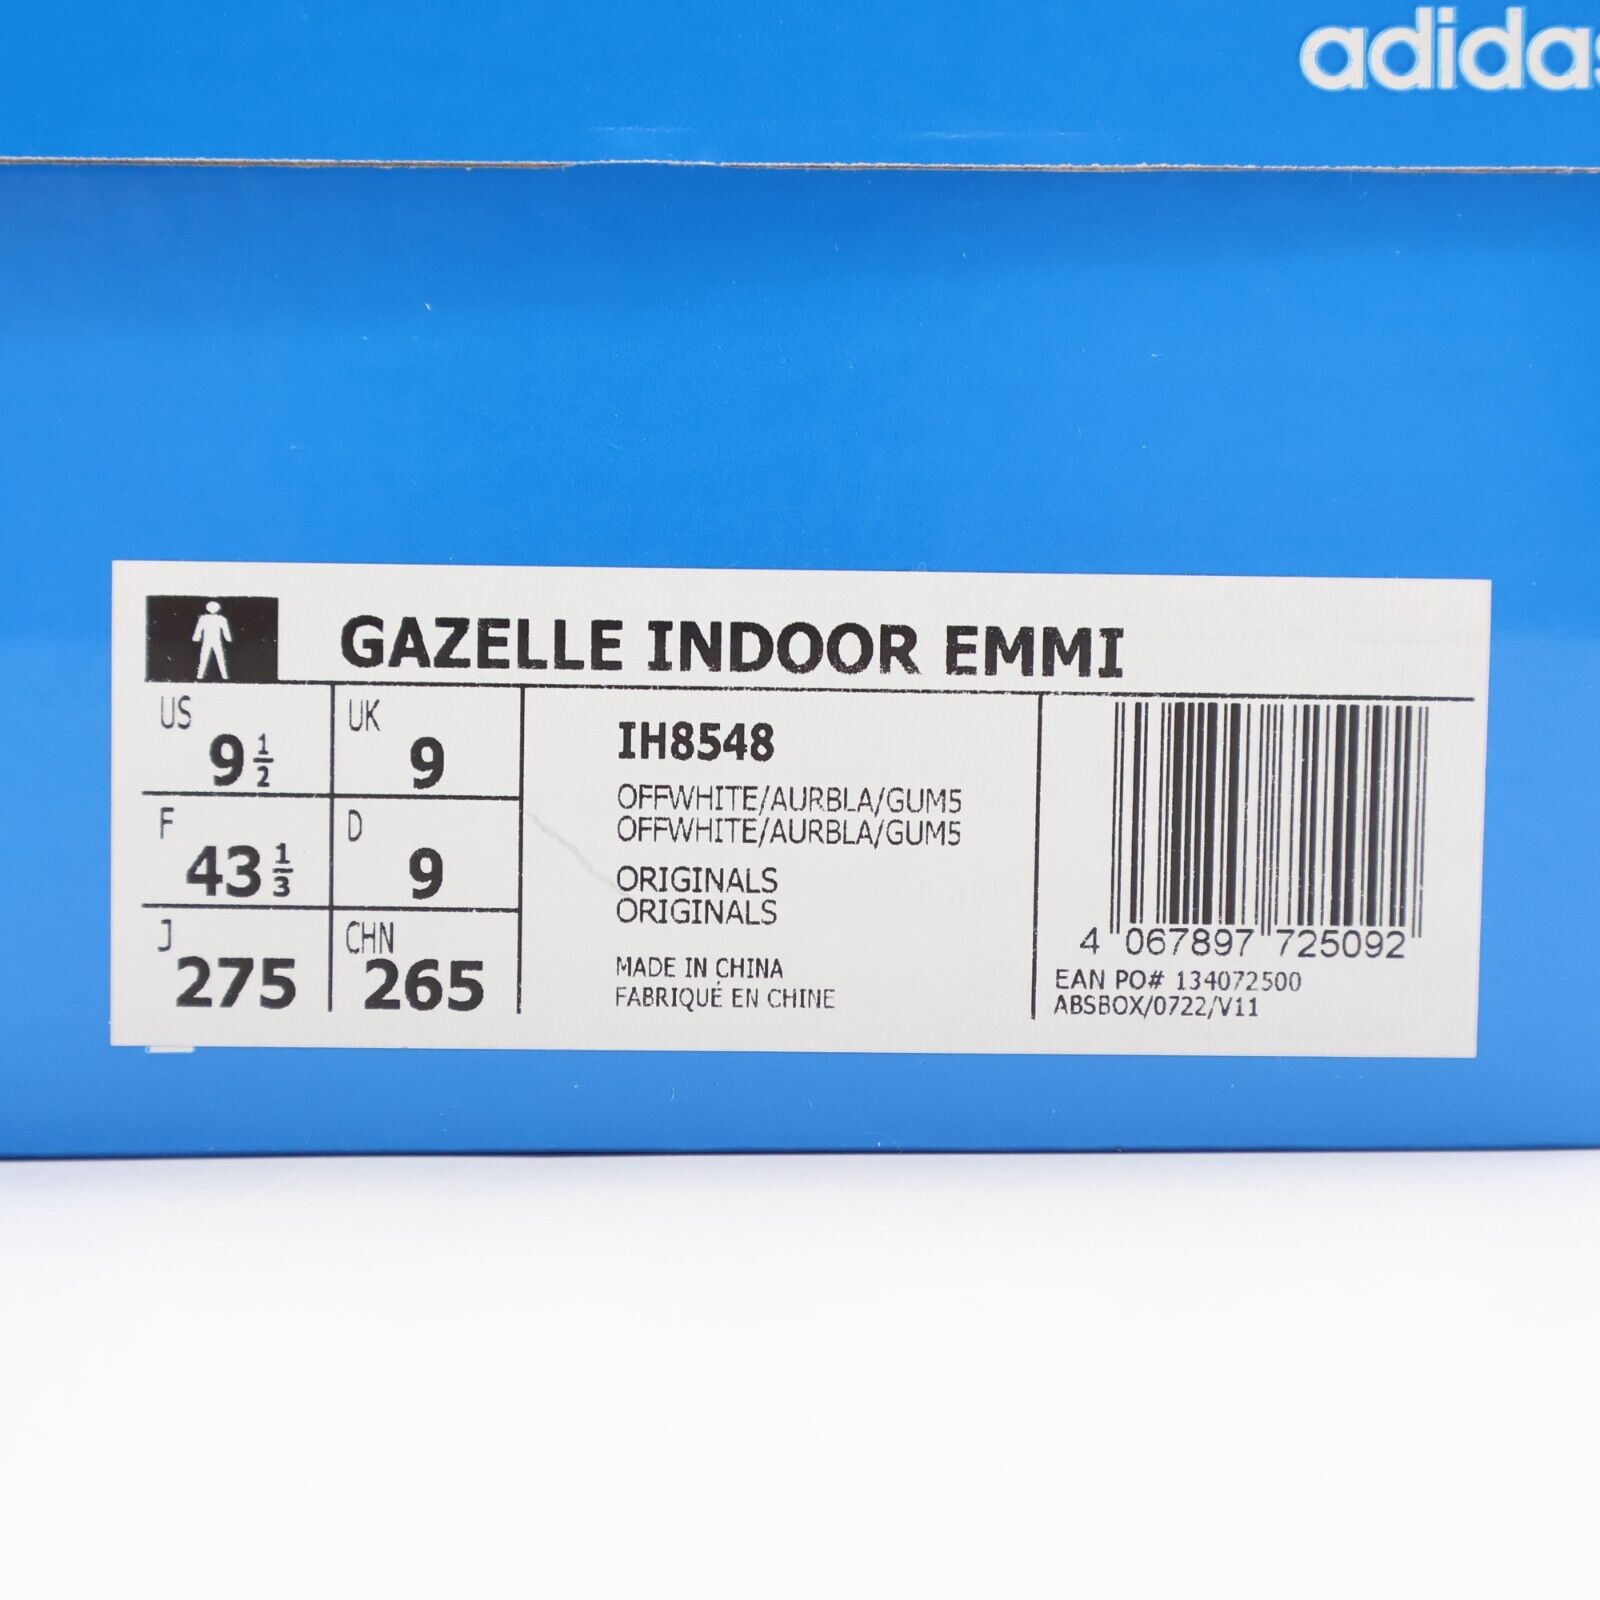 adidas
GAZELLE INDOOR EMMI
US 9 1/2 UK 9
F 43 1/3 D 9
J 275 CHN 265
IH8548
OFFWHITE/AURBLA/GUM5
OFFWHITE/AURBLA/GUM5
ORIGINALS
ORIGINALS
MADE IN CHINA
FABRIQUÉ EN CHINE
4 067897 725092
EAN PO# 134072500
ABSBOX/0722/V11